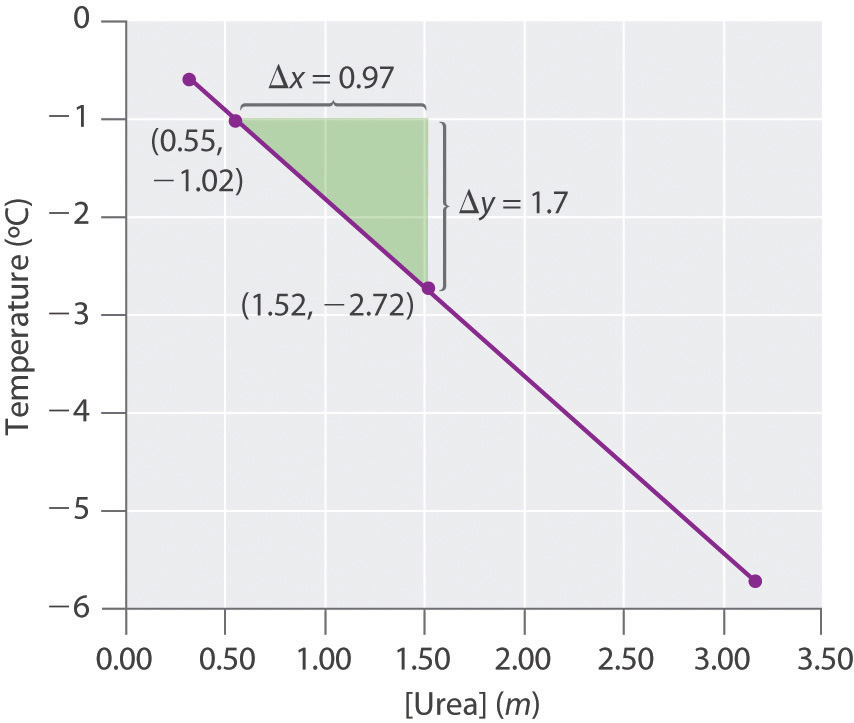 0
Δx = 0.97
−1
(0.55,
−1.02)
−2
Δy = 1.7
(1.52, −2.72)
−3
−4
−5
−6
Temperature (ºC)
0.00 0.50 1.00 1.50 2.00 2.50 3.00 3.50
[Urea] (m)